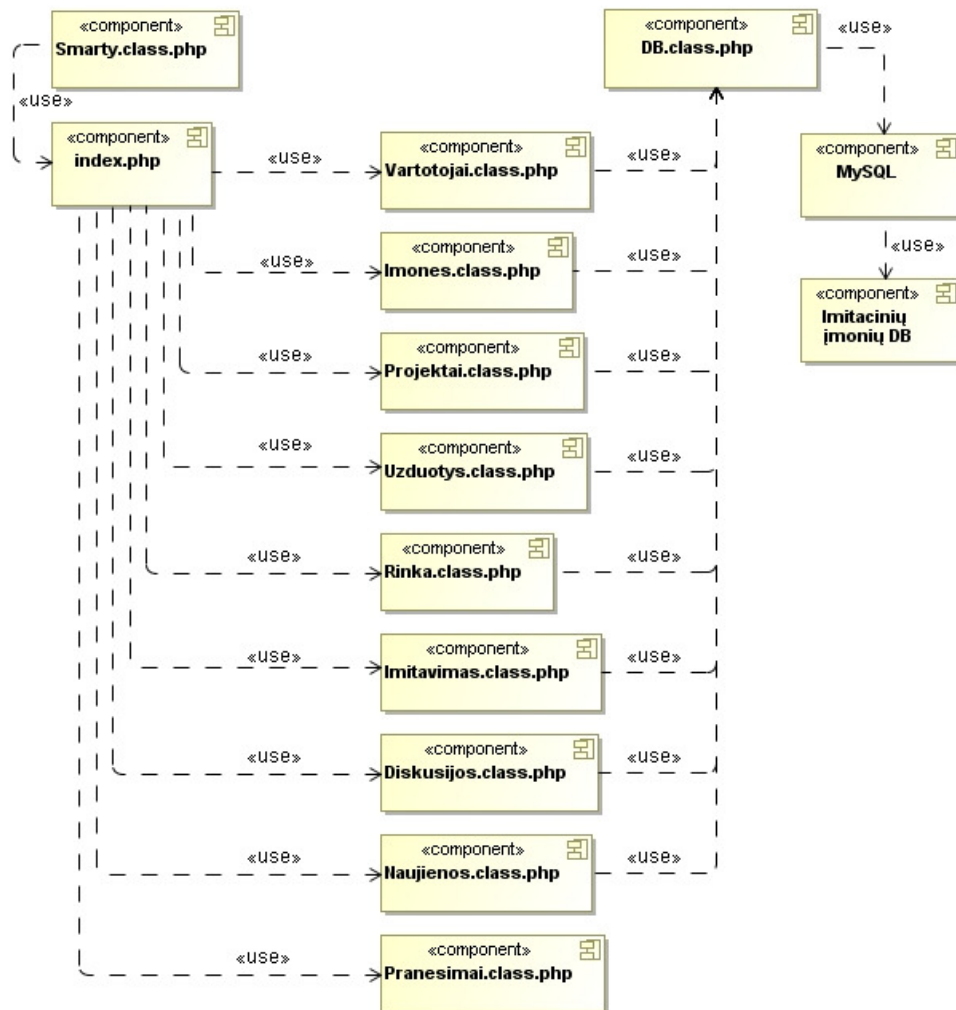 «component»
Smarty.class.php
«use»
«component»
index.php
«use»
«component»
Vartotojai.class.php
«use»
«component»
DB.class.php
«use»
«component»
MySQL
«use»
«component»
Imitacinių
įmonių DB
«use»
«component»
Imones.class.php
«use»
«use»
«component»
Projektai.class.php
«use»
«use»
«component»
Uzduotys.class.php
«use»
«use»
«component»
Rinka.class.php
«use»
«use»
«component»
Imitavimas.class.php
«use»
«use»
«component»
Diskusijos.class.php
«use»
«use»
«component»
Naujienos.class.php
«use»
«use»
«component»
Pranesimai.class.php